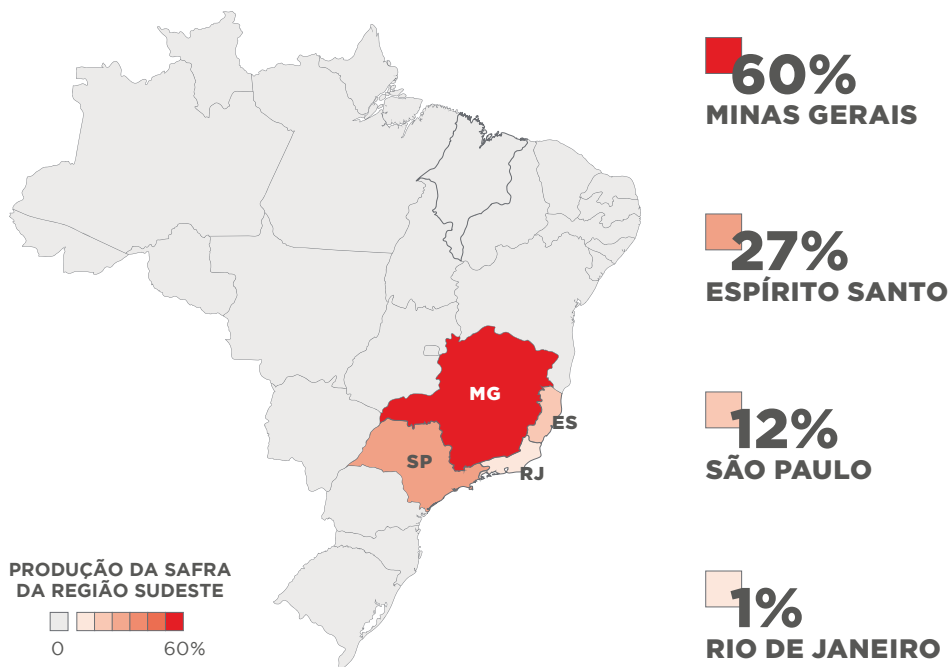 60%
MINAS GERAIS
27%
ESPÍRITO SANTO
12%
SÃO PAULO
1%
RIO DE JANEIRO
MG
ES
SP
RJ
PRODUÇÃO DA SAFRA
DA REGIÃO SUDESTE
0 60%